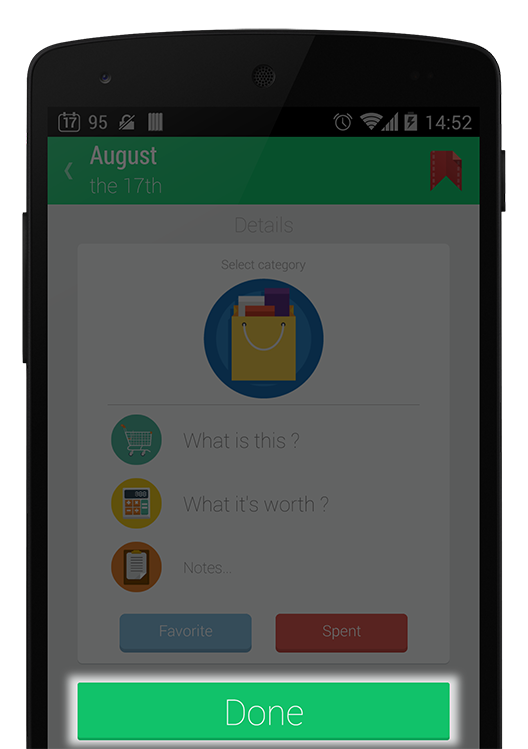 17 95 14:52
August
the 17th
Details
Select category
What is this ?
What it's worth ?
Notes...
Favorite Spent
Done